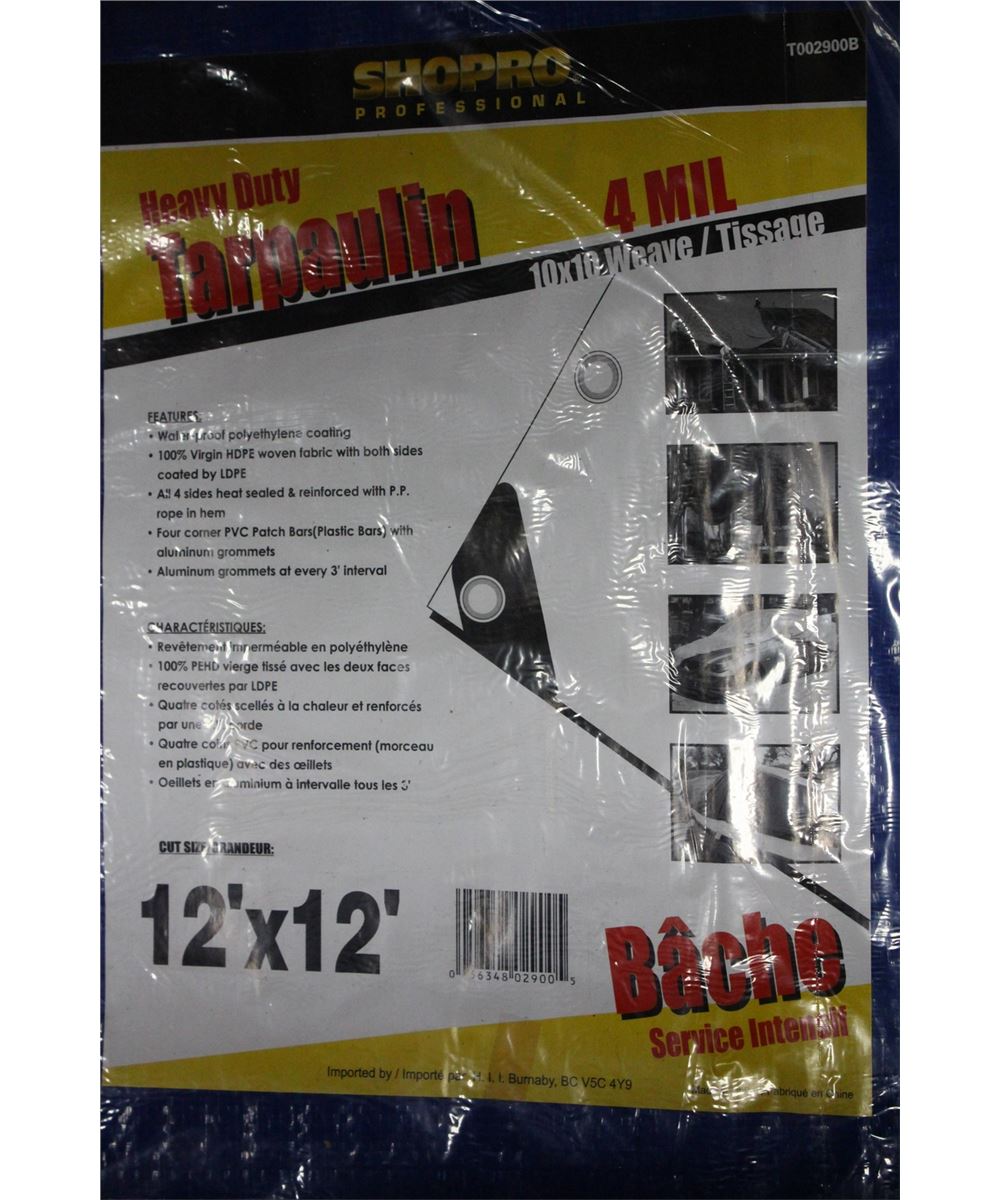 T002900B
SHOPRO.
PROFESSIONAL
Heavy Duty
Tarpaulin
4 MIL
10x10 Weave / Tissage
FEATURES:
• Water-proof polyethylene coating
• 100% Virgin HDPE woven fabric with both sides
coated by LDPE
• All 4 sides heat sealed & reinforced with P.P.
rope in hem
• Four corner PVC Patch Bars(Plastic Bars) with
aluminum grommets
• Aluminum grommets at every 3' interval
CHARACTÉRISTIQUES:
• Revêtement imperméable en polyéthylène
• 100% PEHD vierge tissé avec les deux faces
recouvertes par LDPE
• Quatre cotés scellés à la chaleur et renforcés
par une
• Quatre PVC pour renforcement (morceau
en plastique) avec des œillets
• Oeillets en aluminium à intervalle tous les 3'
CUT SIZE/GRANDEUR:
12'x12'
0 56348 02900 5
Bâche
Service Intensif
Imported by / Importé par H. I. I. Burnaby, BC V5C 4Y9
Fabriqué en Chine